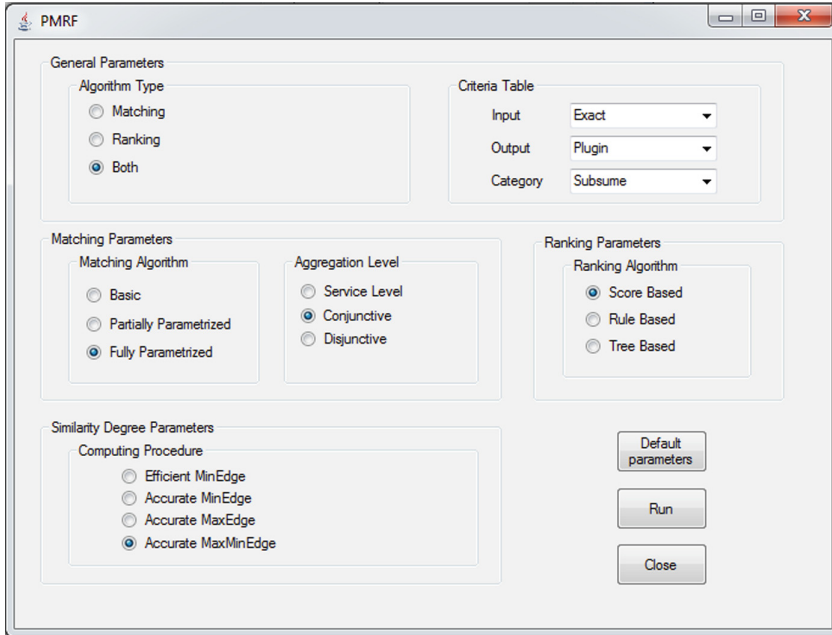 PMRF
General Parameters
Algorithm Type
Matching
Ranking
Both
Criteria Table
Input Exact
Output Plugin
Category Subsume
Matching Parameters
Matching Algorithm
Basic
Partially Parametrized
Fully Parametrized
Aggregation Level
Service Level
Conjunctive
Disjunctive
Ranking Parameters
Ranking Algorithm
Score Based
Rule Based
Tree Based
Similarity Degree Parameters
Computing Procedure
Efficient MinEdge
Accurate MinEdge
Accurate MaxEdge
Accurate MaxMinEdge
Default
parameters
Run
Close